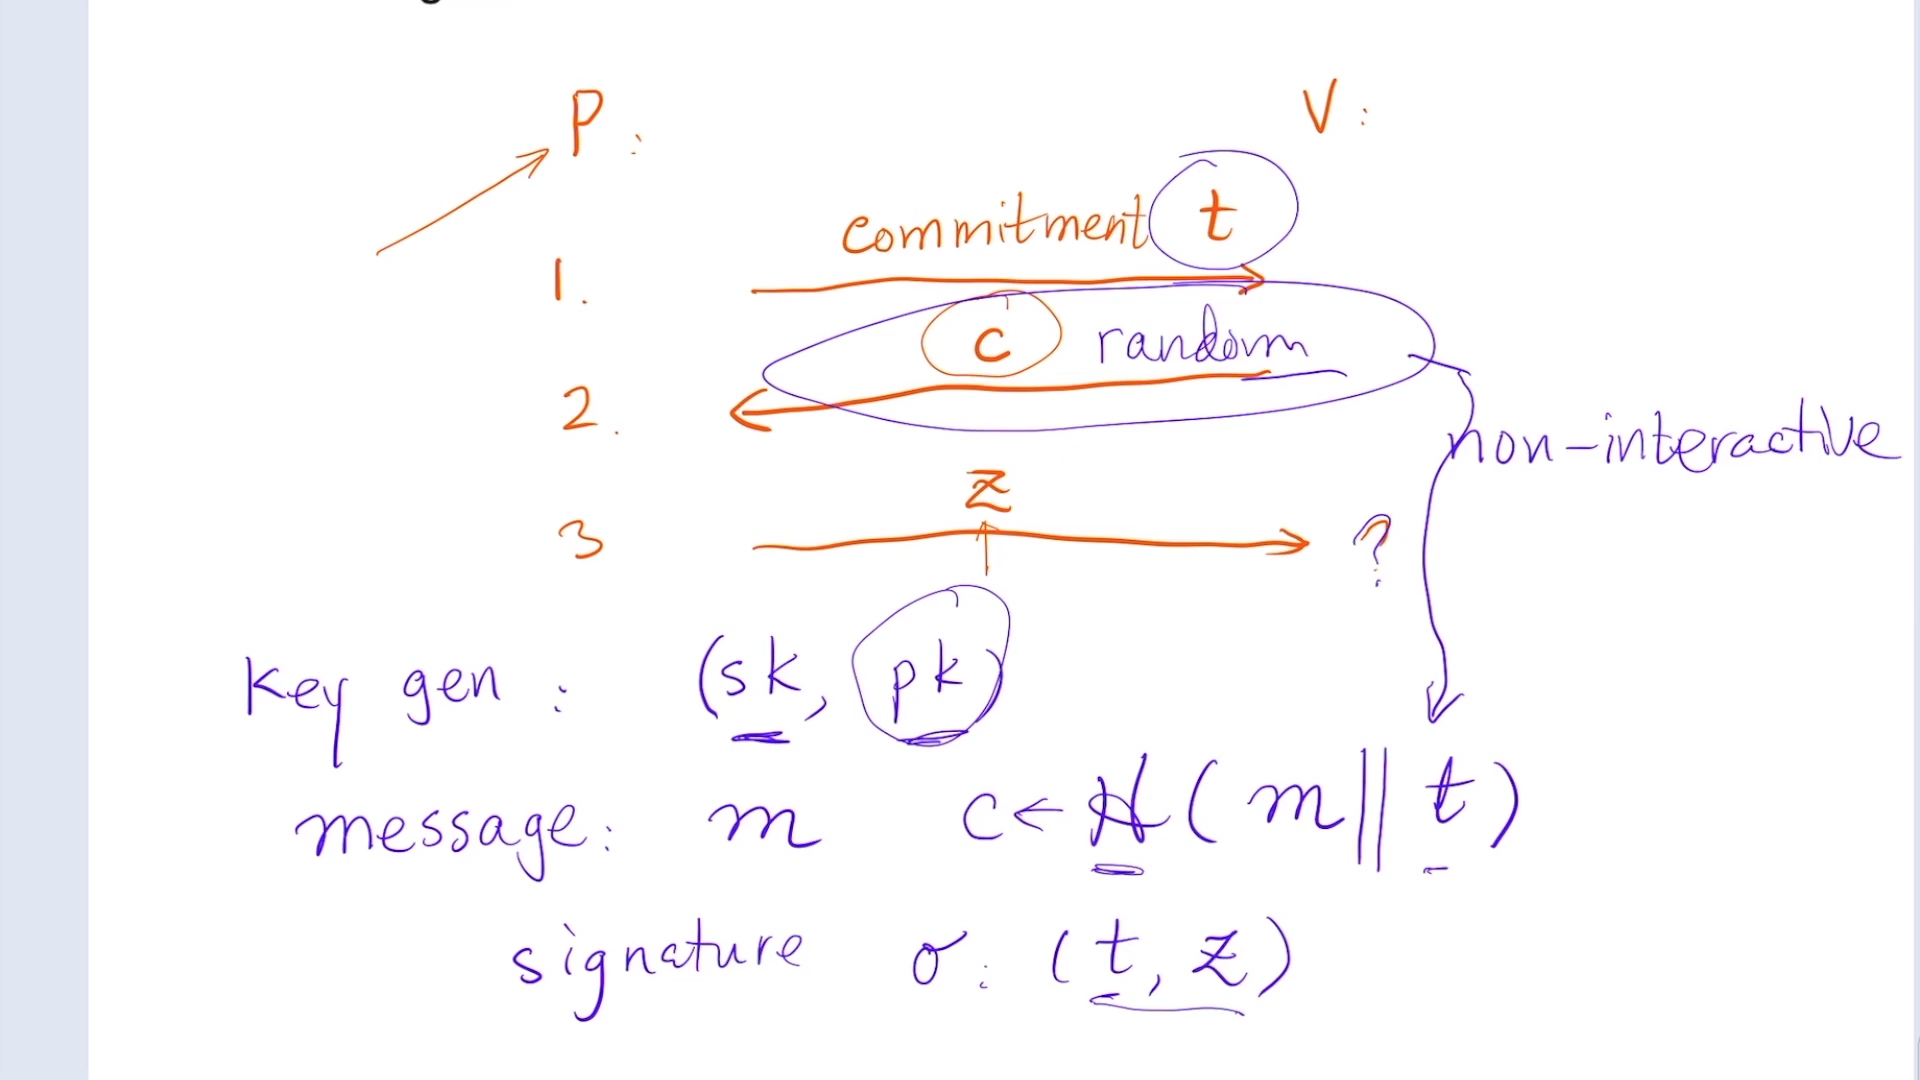 P: V:
commitment t
1.
c random
2.
non-interactive
z
3 ?
Key gen: (sk, pk)
message: m c ← H(m||t)
signature σ: (t, z)